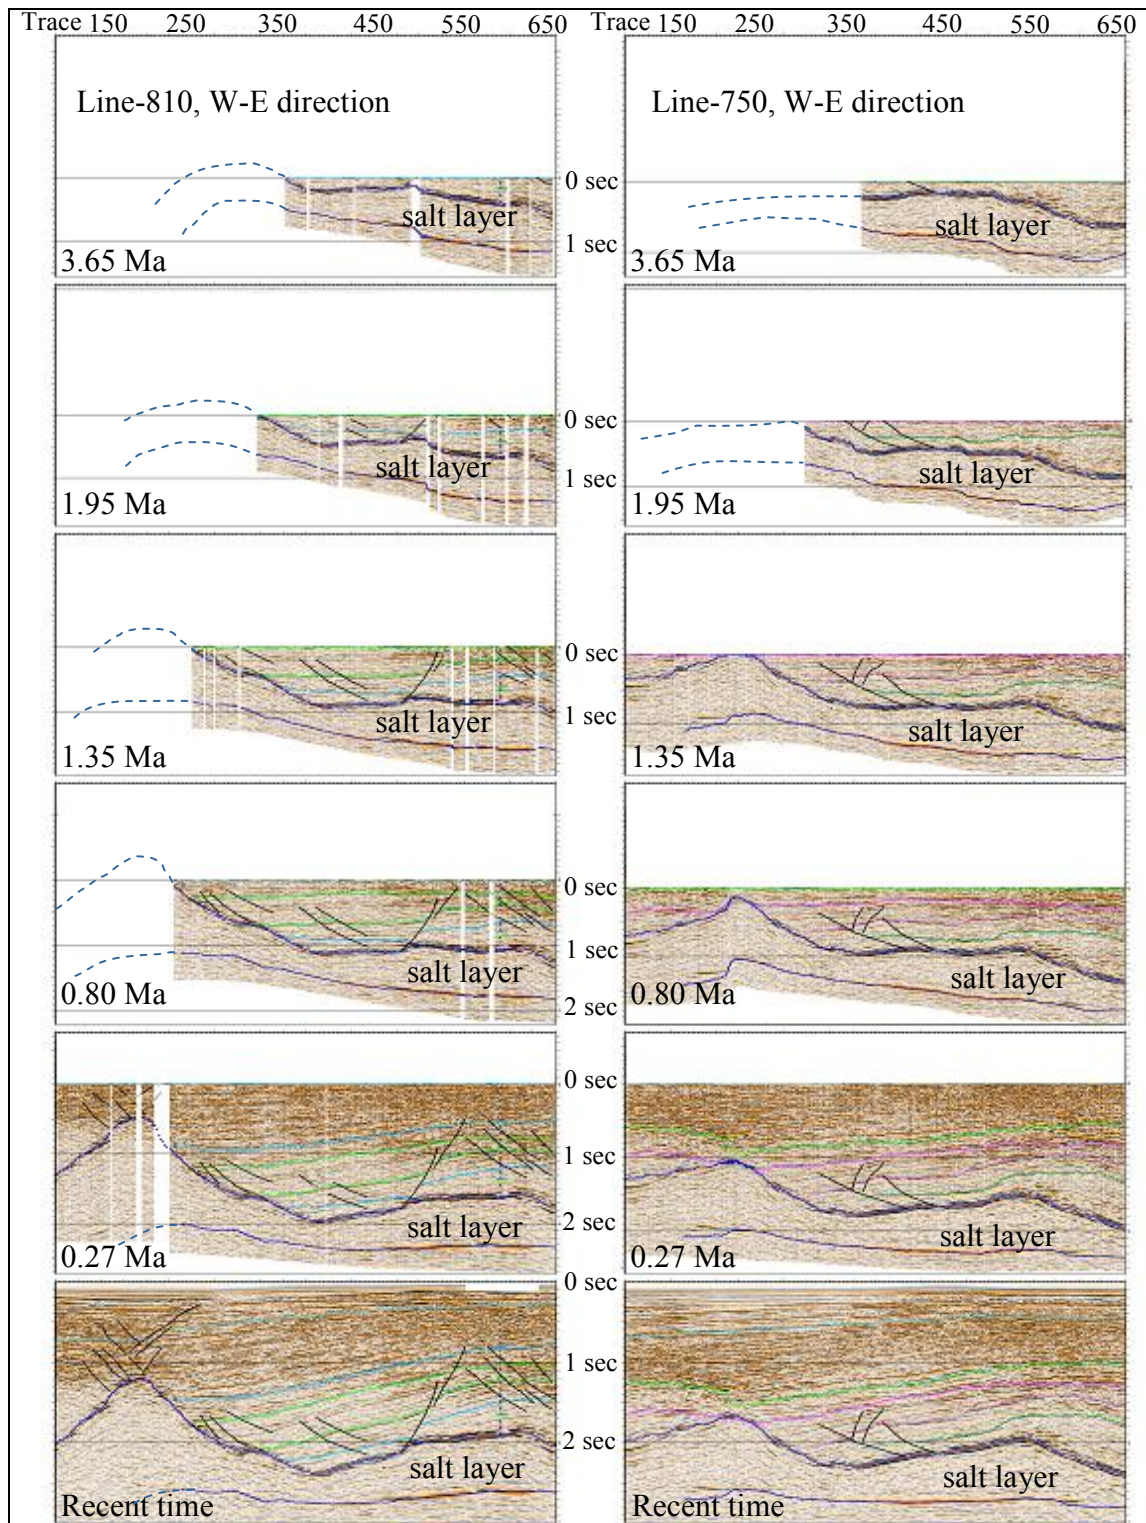 Trace 150 250 350 450 550 650
Trace 150 250 350 450 550 650
Line-810, W-E direction
Line-750, W-E direction
0 sec
salt layer
salt layer
1 sec
3.65 Ma
3.65 Ma
0 sec
salt layer
salt layer
1 sec
1.95 Ma
1.95 Ma
0 sec
salt layer
salt layer
1 sec
1.35 Ma
1.35 Ma
0 sec
1 sec
salt layer
salt layer
0.80 Ma
0.80 Ma
2 sec
0 sec
1 sec
salt layer
2 sec
salt layer
0.27 Ma
0.27 Ma
0 sec
1 sec
2 sec
salt layer
salt layer
Recent time
Recent time